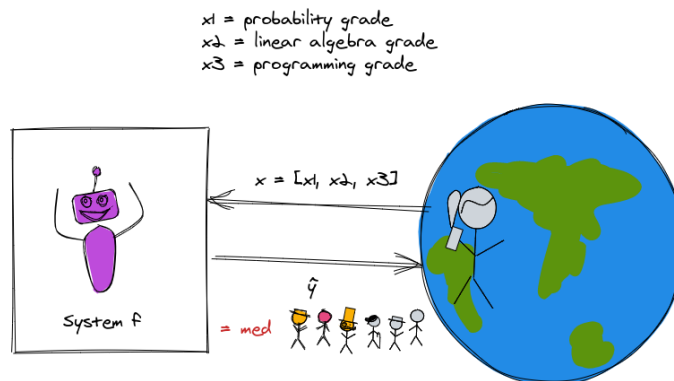 x1 = probability grade
x2 = linear algebra grade
x3 = programming grade
x = [x1, x2, x3]
ŷ
System f
= med